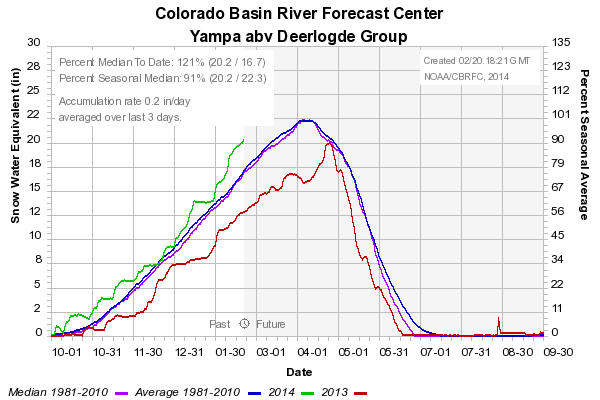 Colorado Basin River Forecast Center
Yampa abv Deerlogde Group
Percent Median To Date: 121% (20.2 / 16.7)
Percent Seasonal Median: 91% (20.2 / 22.3)
Accumulation rate 0.2 in/day
averaged over last 3 days.
Created 02/20.18:21 GMT
NOAA/CBRFC, 2014
Snow Water Equivalent (in)
30
28
25
22
20
18
15
12
10
8
5
2
0
135
124
112
101
90
79
67
56
45
34
22
11
0
Percent Seasonal Average
Past Future
10-01 10-31 11-30 12-31 01-30 03-01 04-01 05-01 05-31 07-01 07-31 08-30 09-30
Date
Median 1981-2010 Average 1981-2010 2014 2013